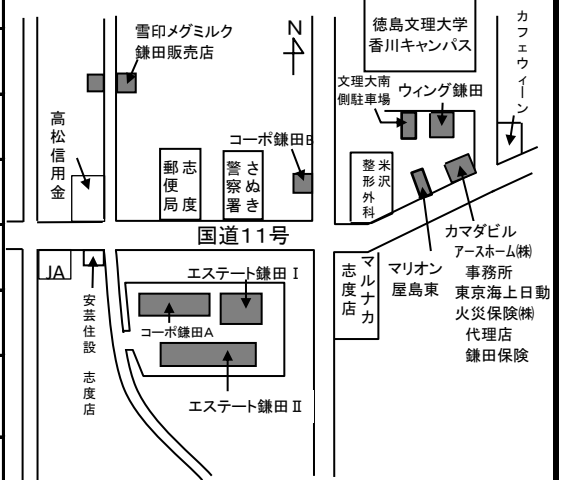 雪印メグミルク
鎌田販売店
N
徳島文理大学
香川キャンパス
カフェウィーン
文理大南
側駐車場
ウィング鎌田
高松信用金
コーポ鎌田B
志度
郵便局
さぬき
警察署
米沢
整形外科
国道11号
カマダビル
アースホーム㈱
事務所
東京海上日動
火災保険㈱
代理店
鎌田保険
マリオン
屋島東
マルナカ
志度店
JA
安芸住設 志度店
エステート鎌田Ⅰ
コーポ鎌田A
エステート鎌田Ⅱ